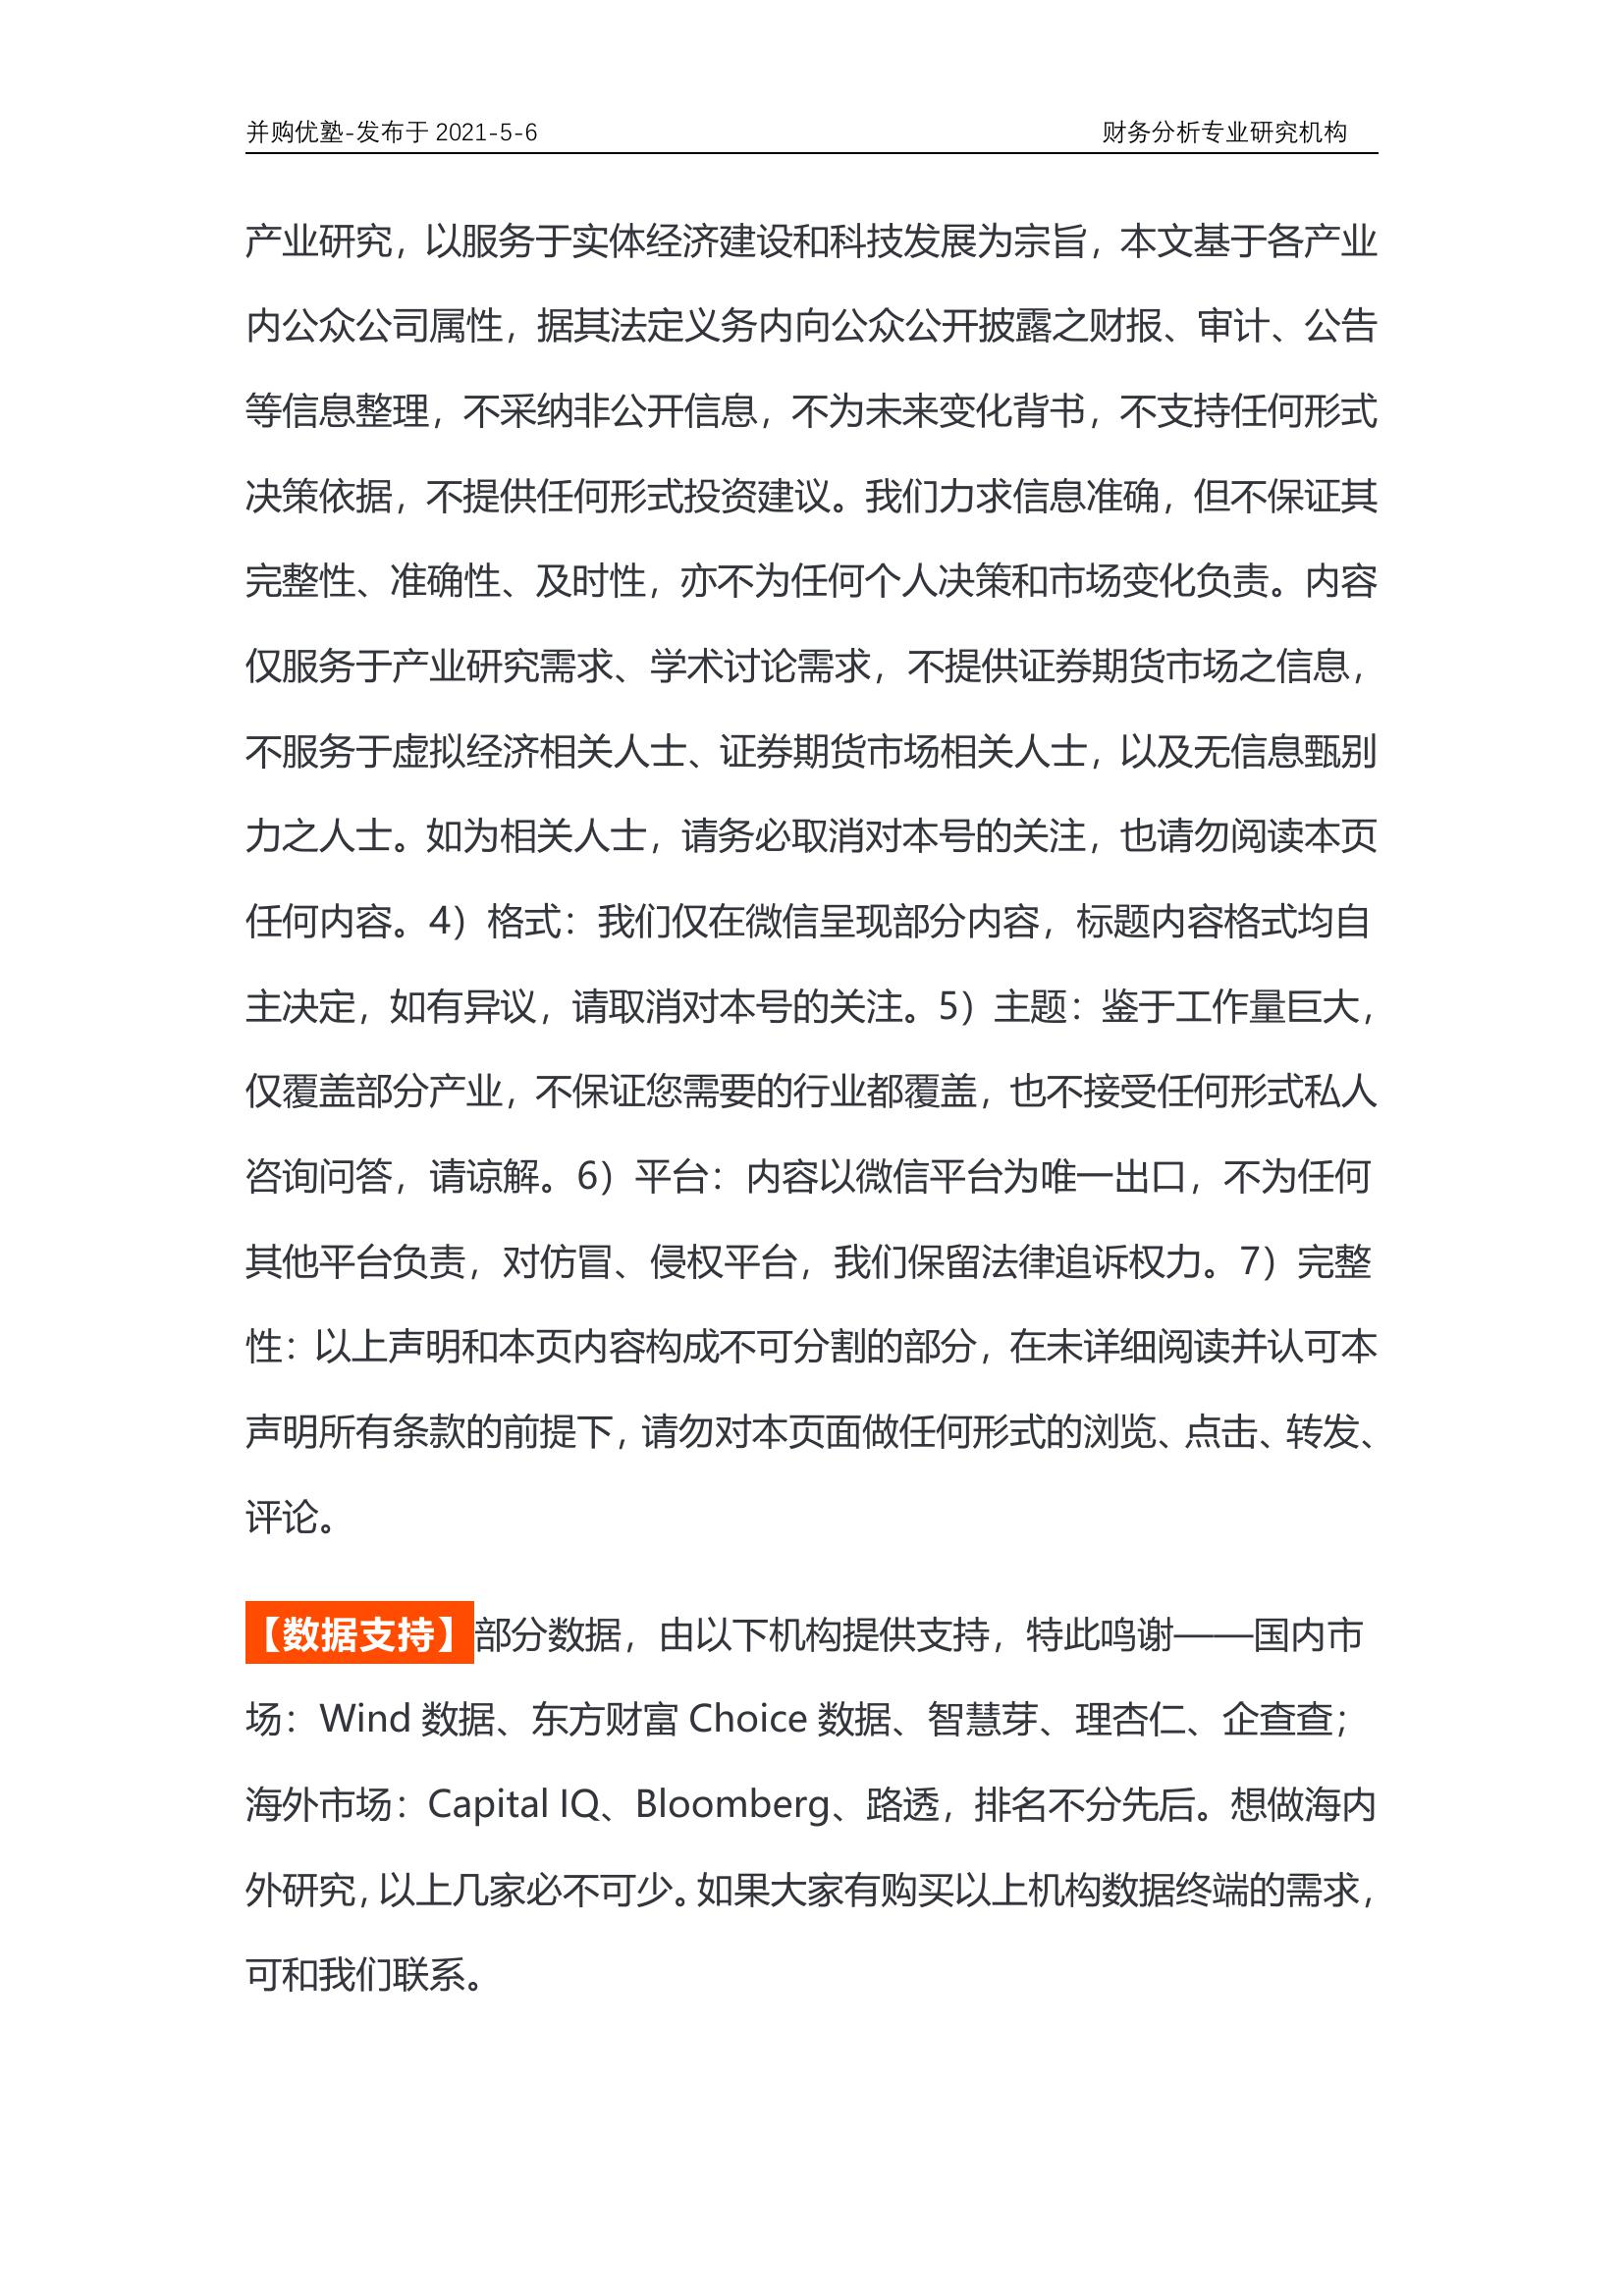 并购优塾-发布于 2021-5-6 财务分析专业研究机构
产业研究，以服务于实体经济建设和科技发展为宗旨，本文基于各产业
内公众公司属性，据其法定义务内向公众公开披露之财报、审计、公告
等信息整理，不采纳非公开信息，不为未来变化背书，不支持任何形式
决策依据，不提供任何形式投资建议。我们力求信息准确，但不保证其
完整性、准确性、及时性，亦不为任何个人决策和市场变化负责。内容
仅服务于产业研究需求、学术讨论需求，不提供证券期货市场之信息，
不服务于虚拟经济相关人士、证券期货市场相关人士，以及无信息甄别
力之人士。如为相关人士，请务必取消对本号的关注，也请勿阅读本页
任何内容。4）格式：我们仅在微信呈现部分内容，标题内容格式均自
主决定，如有异议，请取消对本号的关注。5）主题：鉴于工作量巨大，
仅覆盖部分产业，不保证您需要的行业都覆盖，也不接受任何形式私人
咨询问答，请谅解。6）平台：内容以微信平台为唯一出口，不为任何
其他平台负责，对仿冒、侵权平台，我们保留法律追诉权力。7）完整
性：以上声明和本页内容构成不可分割的部分，在未详细阅读并认可本
声明所有条款的前提下，请勿对本页面做任何形式的浏览、点击、转发、
评论。
【数据支持】部分数据，由以下机构提供支持，特此鸣谢——国内市
场：Wind 数据、东方财富 Choice 数据、智慧芽、理杏仁、企查查；
海外市场：Capital IQ、Bloomberg、路透，排名不分先后。想做海内
外研究，以上几家必不可少。如果大家有购买以上机构数据终端的需求，
可和我们联系。